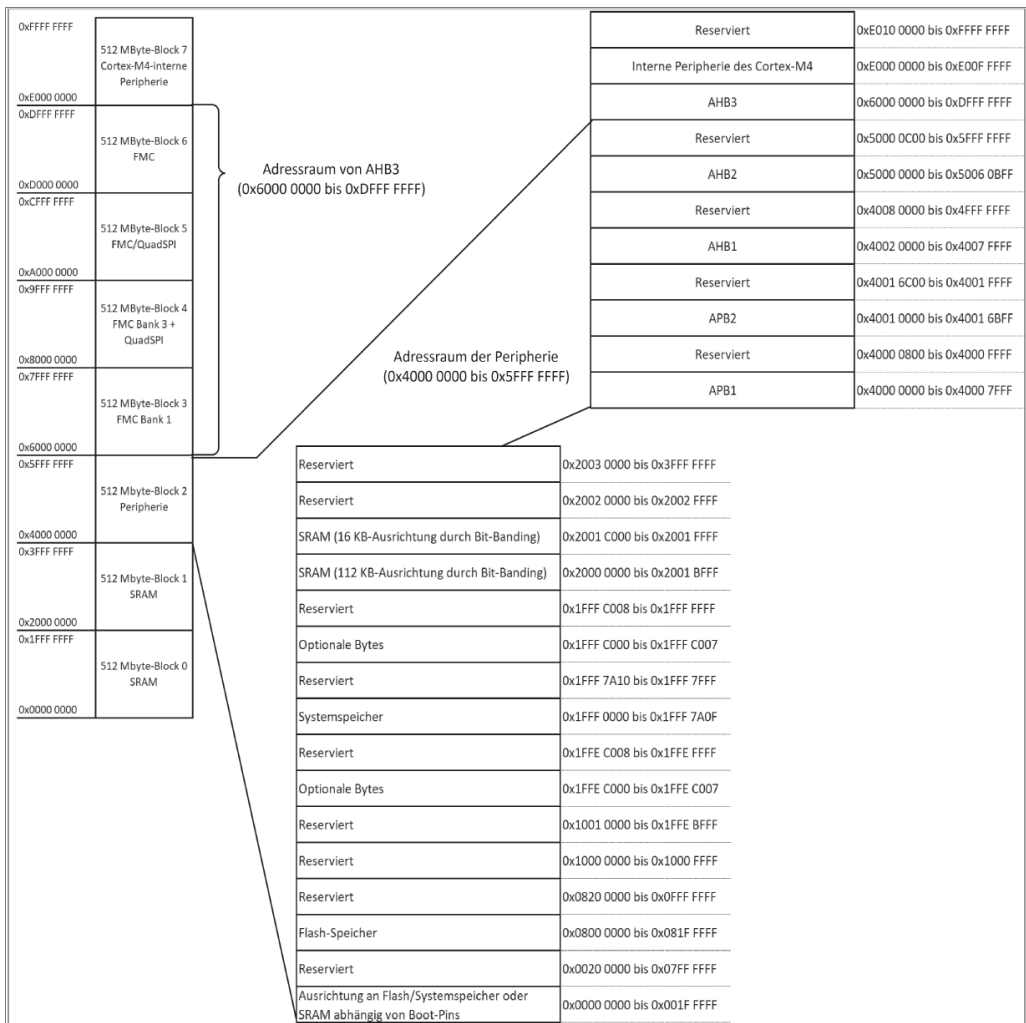 0xFFFF FFFF
512 MByte-Block 7
Cortex-M4-interne
Peripherie
0xE000 0000
0xDFFF FFFF
512 MByte-Block 6
FMC
0xD000 0000
0xCFFF FFFF
512 MByte-Block 5
FMC/QuadSPI
0xA000 0000
0x9FFF FFFF
512 MByte-Block 4
FMC Bank 3 +
QuadSPI
0x8000 0000
0x7FFF FFFF
512 MByte-Block 3
FMC Bank 1
0x6000 0000
0x5FFF FFFF
512 Mbyte-Block 2
Peripherie
0x4000 0000
0x3FFF FFFF
512 Mbyte-Block 1
SRAM
0x2000 0000
0x1FFF FFFF
512 Mbyte-Block 0
SRAM
0x0000 0000
Adressraum von AHB3
(0x6000 0000 bis 0xDFFF FFFF)
Adressraum der Peripherie
(0x4000 0000 bis 0x5FFF FFFF)
Reserviert 0xE010 0000 bis 0xFFFF FFFF
Interne Peripherie des Cortex-M4 0xE000 0000 bis 0xE00F FFFF
AHB3 0x6000 0000 bis 0xDFFF FFFF
Reserviert 0x5000 0C00 bis 0x5FFF FFFF
AHB2 0x5000 0000 bis 0x5006 0BFF
Reserviert 0x4008 0000 bis 0x4FFF FFFF
AHB1 0x4002 0000 bis 0x4007 FFFF
Reserviert 0x4001 6C00 bis 0x4001 FFFF
APB2 0x4001 0000 bis 0x4001 6BFF
Reserviert 0x4000 0800 bis 0x4000 FFFF
APB1 0x4000 0000 bis 0x4000 7FFF
Reserviert 0x2003 0000 bis 0x3FFF FFFF
Reserviert 0x2002 0000 bis 0x2002 FFFF
SRAM (16 KB-Ausrichtung durch Bit-Banding) 0x2001 C000 bis 0x2001 FFFF
SRAM (112 KB-Ausrichtung durch Bit-Banding) 0x2000 0000 bis 0x2001 BFFF
Reserviert 0x1FFF C008 bis 0x1FFF FFFF
Optionale Bytes 0x1FFF C000 bis 0x1FFF C007
Reserviert 0x1FFF 7A10 bis 0x1FFF 7FFF
Systemspeicher 0x1FFF 0000 bis 0x1FFF 7A0F
Reserviert 0x1FFE C008 bis 0x1FFE FFFF
Optionale Bytes 0x1FFE C000 bis 0x1FFE C007
Reserviert 0x1001 0000 bis 0x1FFE BFFF
Reserviert 0x1000 0000 bis 0x1000 FFFF
Reserviert 0x0820 0000 bis 0x0FFF FFFF
Flash-Speicher 0x0800 0000 bis 0x081F FFFF
Reserviert 0x0020 0000 bis 0x07FF FFFF
Ausrichtung an Flash/Systemspeicher oder
SRAM abhängig von Boot-Pins 0x0000 0000 bis 0x001F FFFF